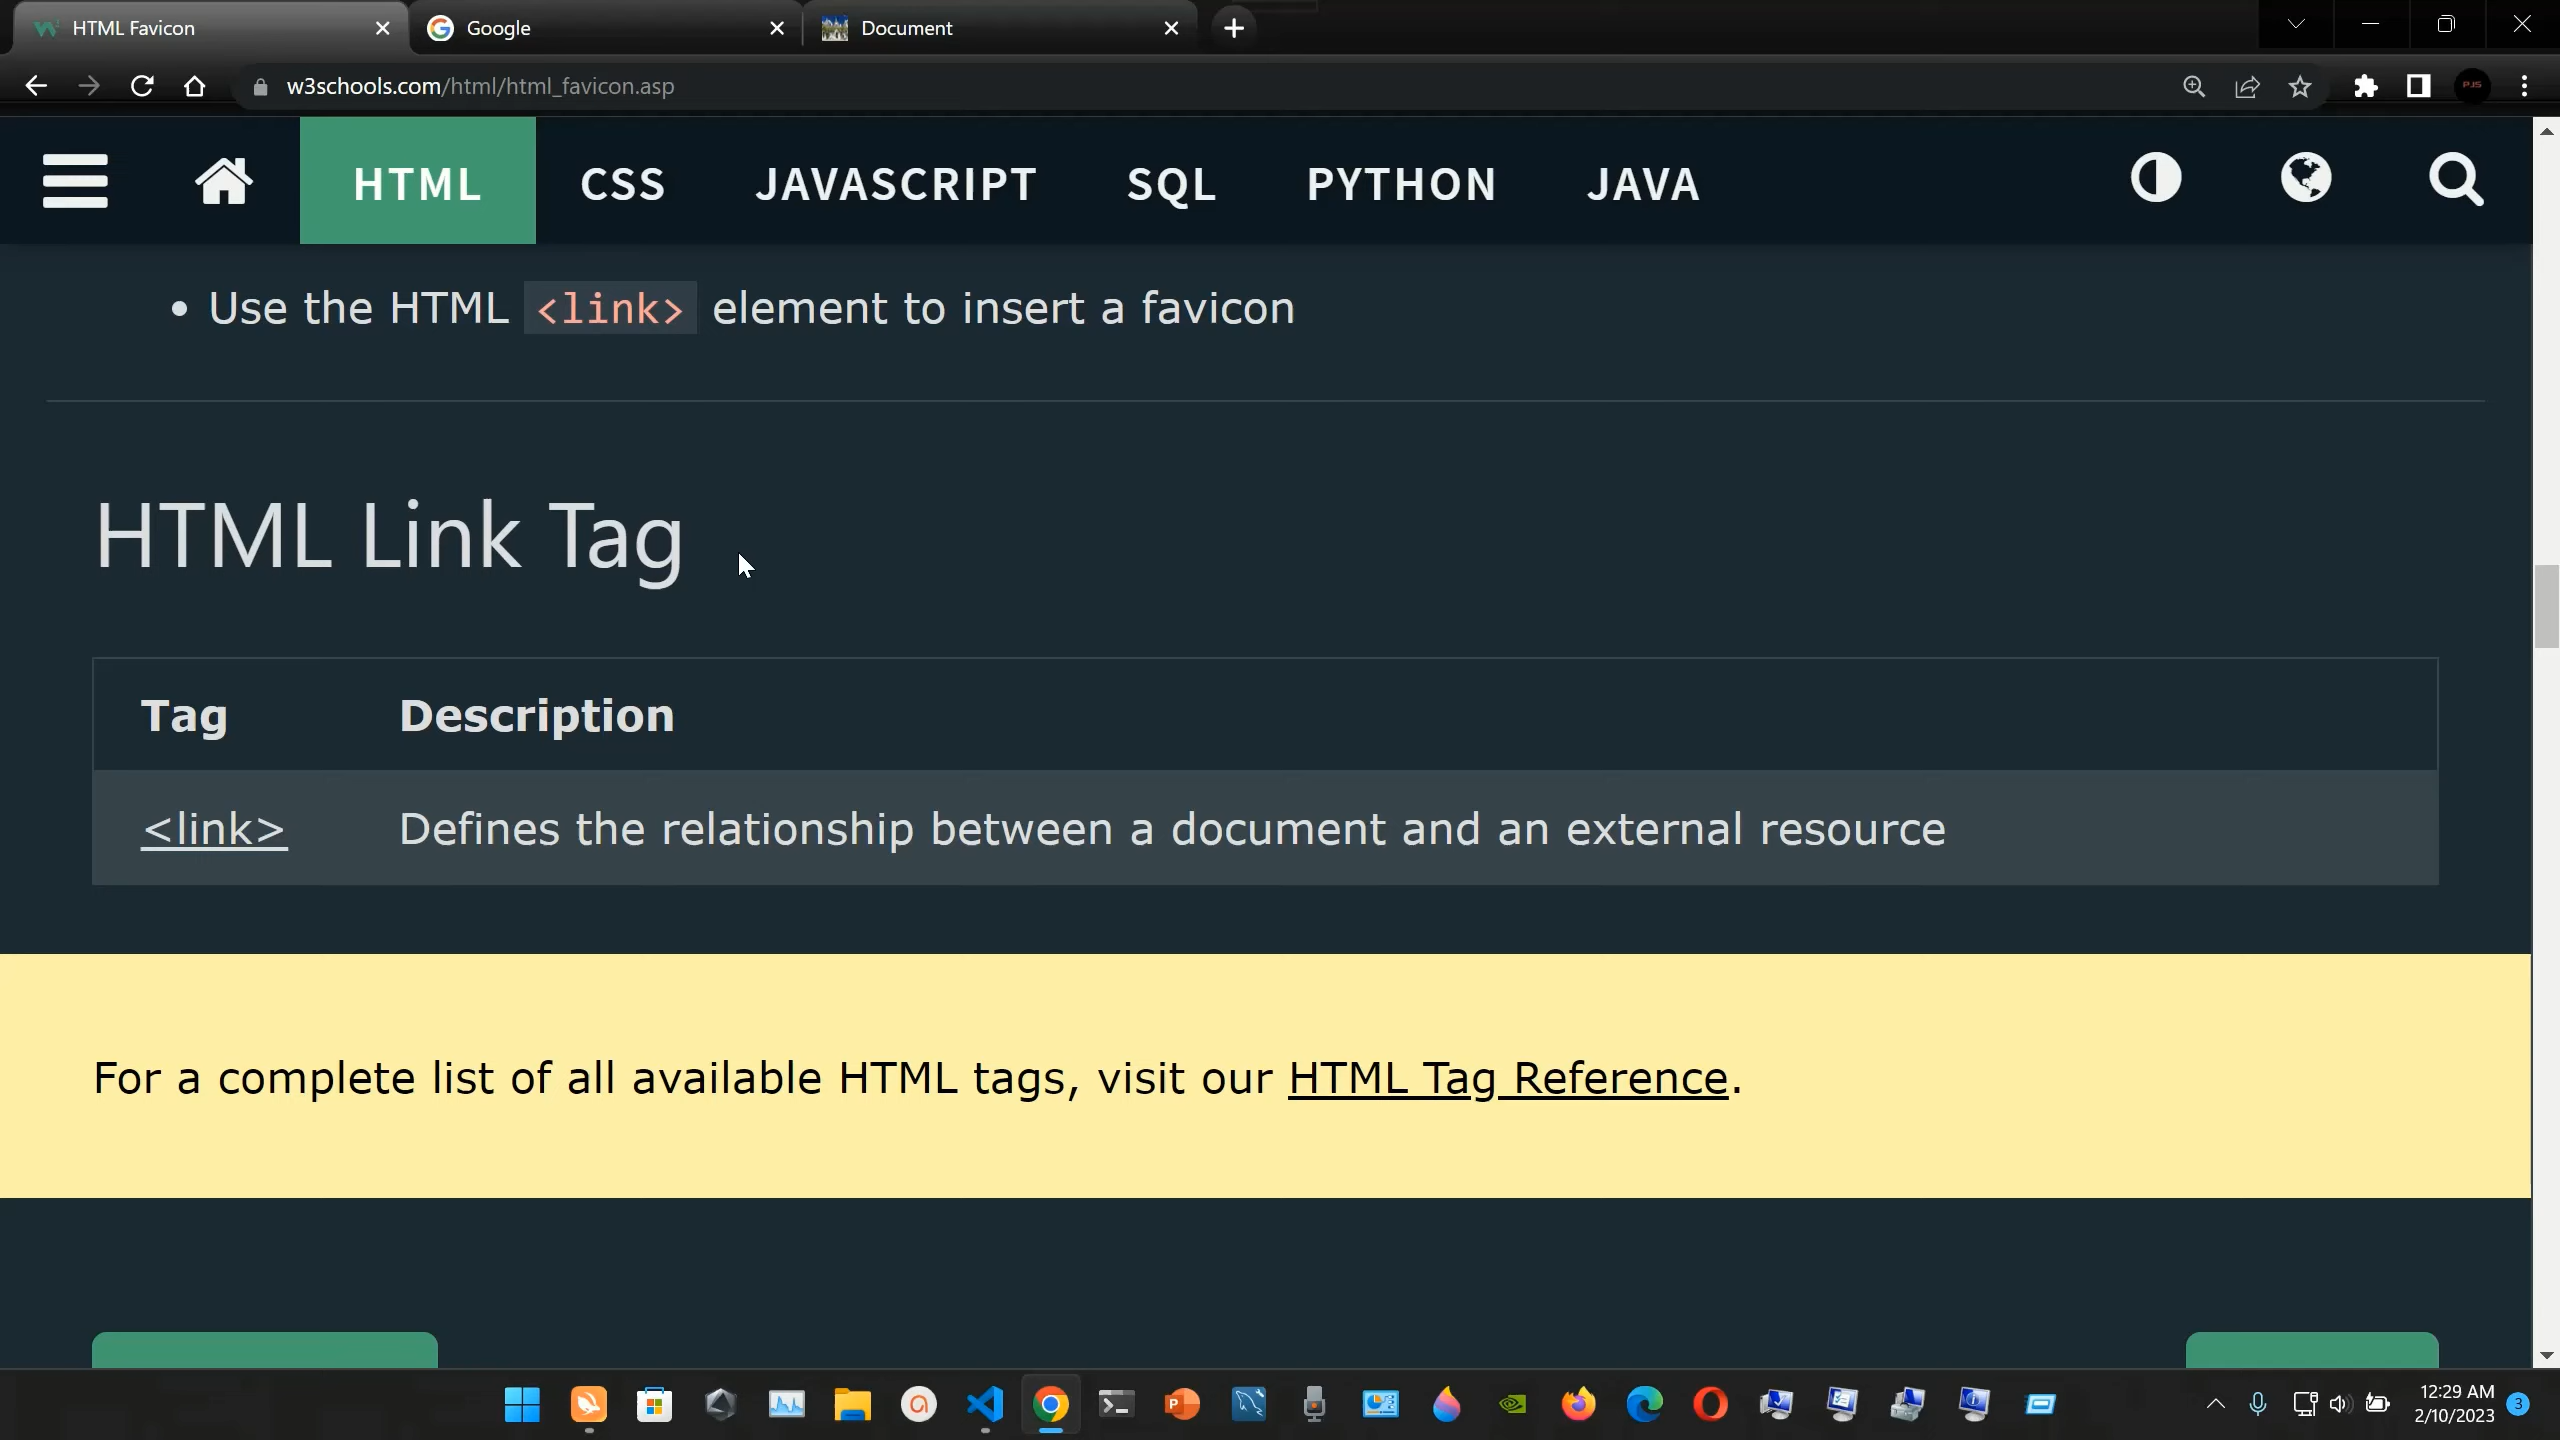 HTML Favicon
Google
Document
w3schools.com/html/html_favicon.asp
PJS
HTML CSS JAVASCRIPT SQL PYTHON JAVA
• Use the HTML <link> element to insert a favicon
HTML Link Tag
Tag Description
<link> Defines the relationship between a document and an external resource
For a complete list of all available HTML tags, visit our HTML Tag Reference.
12:29 AM
2/10/2023
3